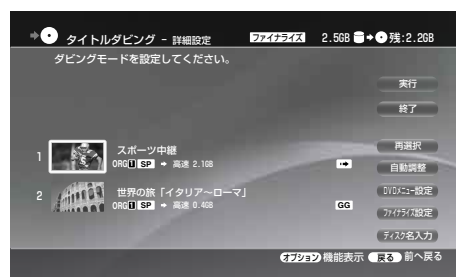 タイトルダビング - 詳細設定 ファイナライズ 2.5GB 残:2.2GB
ダビングモードを設定してください。
実行
終了
1 スポーツ中継
ORG 1 SP 高速 2.1GB
再選択
自動調整
2 世界の旅「イタリア～ローマ」
ORG 1 SP 高速 0.4GB GG
DVDメニュー設定
ファイナライズ設定
ディスク名入力
オプション 機能表示 戻る 前へ戻る